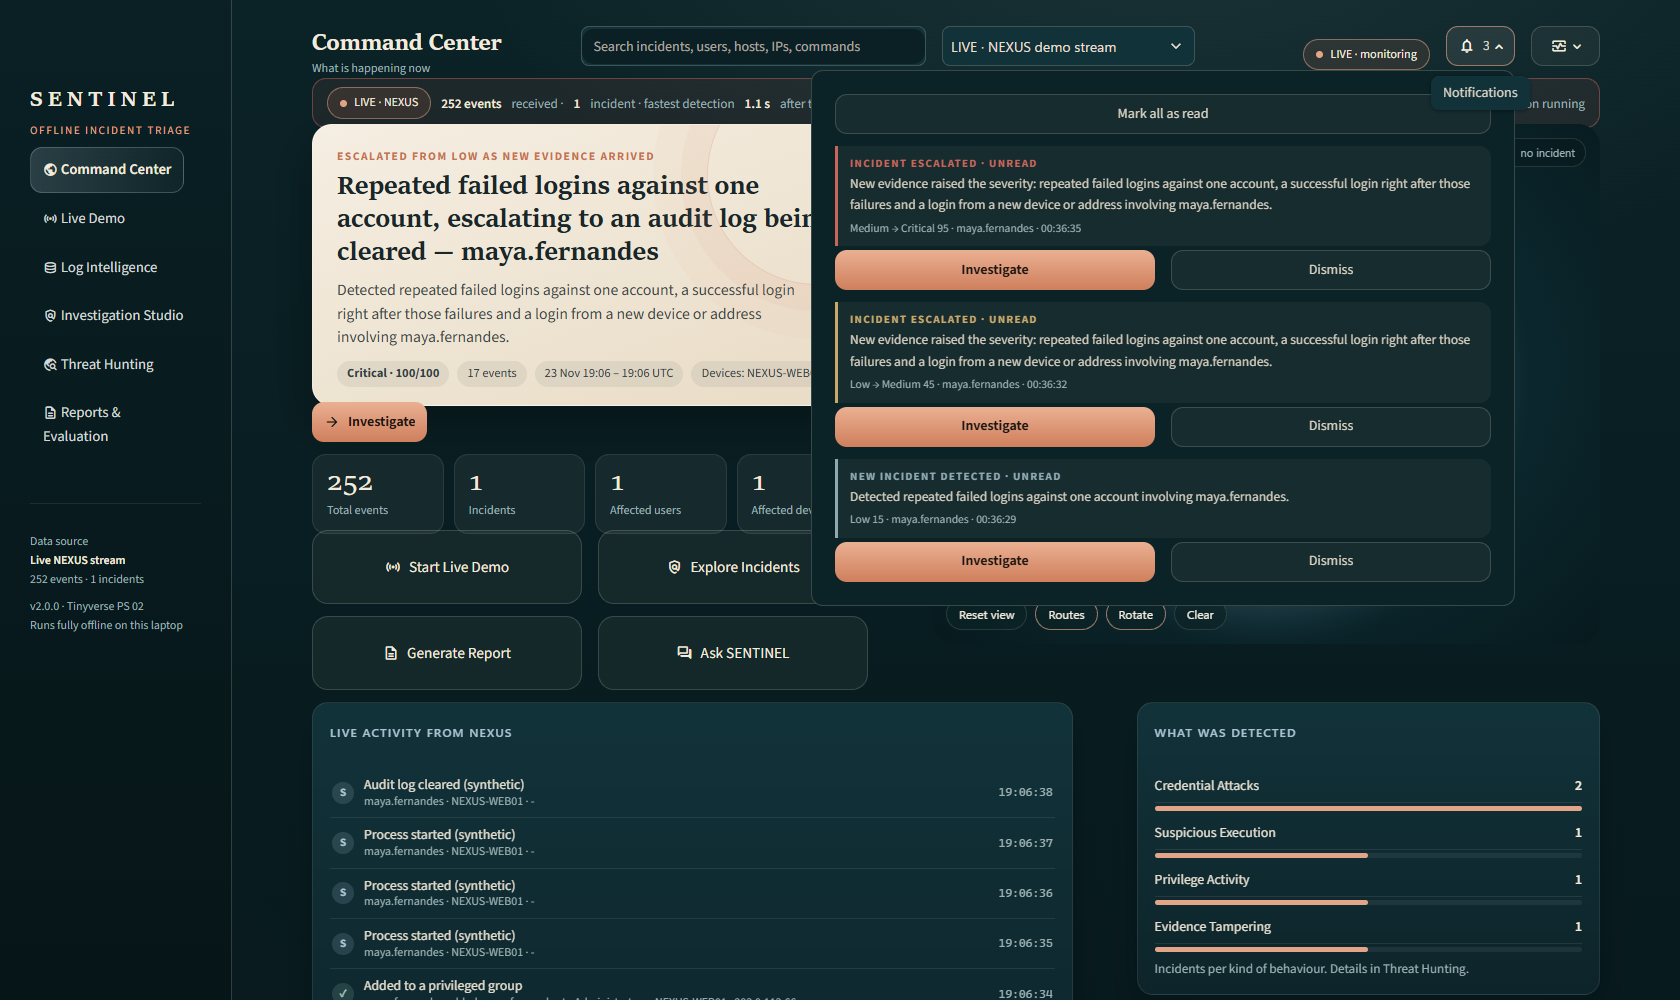 SENTINEL
OFFLINE INCIDENT TRIAGE
Command Center
Live Demo
Log Intelligence
Investigation Studio
Threat Hunting
Reports &
Evaluation
Data source
Live NEXUS stream
252 events · 1 incidents
v2.0.0 · Tinyverse PS 02
Runs fully offline on this laptop
Command Center
What is happening now
Search incidents, users, hosts, IPs, commands
LIVE · NEXUS demo stream
LIVE · monitoring
3
Notifications
LIVE · NEXUS 252 events received · 1 incident · fastest detection 1.1 s after
running
no incident
ESCALATED FROM LOW AS NEW EVIDENCE ARRIVED
Repeated failed logins against one
account, escalating to an audit log
cleared — maya.fernandes
Detected repeated failed logins against one account, a successful login
right after those failures and a login from a new device or address
involving maya.fernandes.
Critical · 100/100
17 events
23 Nov 19:06 – 19:06 UTC
Devices:
Investigate
Mark all as read
INCIDENT ESCALATED · UNREAD
New evidence raised the severity: repeated failed logins against one account, a successful login right after those
failures and a login from a new device or address involving maya.fernandes.
Medium → Critical 95 · maya.fernandes · 00:36:35
Investigate
Dismiss
INCIDENT ESCALATED · UNREAD
New evidence raised the severity: repeated failed logins against one account, a successful login right after those
failures and a login from a new device or address involving maya.fernandes.
Low → Medium 45 · maya.fernandes · 00:36:32
Investigate
Dismiss
NEW INCIDENT DETECTED · UNREAD
Detected repeated failed logins against one account involving maya.fernandes.
Low 15 · maya.fernandes · 00:36:29
Investigate
Dismiss
252
Total events
1
Incidents
1
Affected users
1
Affected
Start Live Demo
Explore Incidents
Generate Report
Ask SENTINEL
Reset view
Routes
Rotate
Clear
LIVE ACTIVITY FROM NEXUS
S Audit log cleared (synthetic) 19:06:38
maya.fernandes · NEXUS-WEB01 · -
S Process started (synthetic) 19:06:37
maya.fernandes · NEXUS-WEB01 · -
S Process started (synthetic) 19:06:36
maya.fernandes · NEXUS-WEB01 · -
S Process started (synthetic) 19:06:35
maya.fernandes · NEXUS-WEB01 · -
Added to a privileged group 19:06:34
WHAT WAS DETECTED
Credential Attacks 2
Suspicious Execution 1
Privilege Activity 1
Evidence Tampering 1
Incidents per kind of behaviour. Details in Threat Hunting.